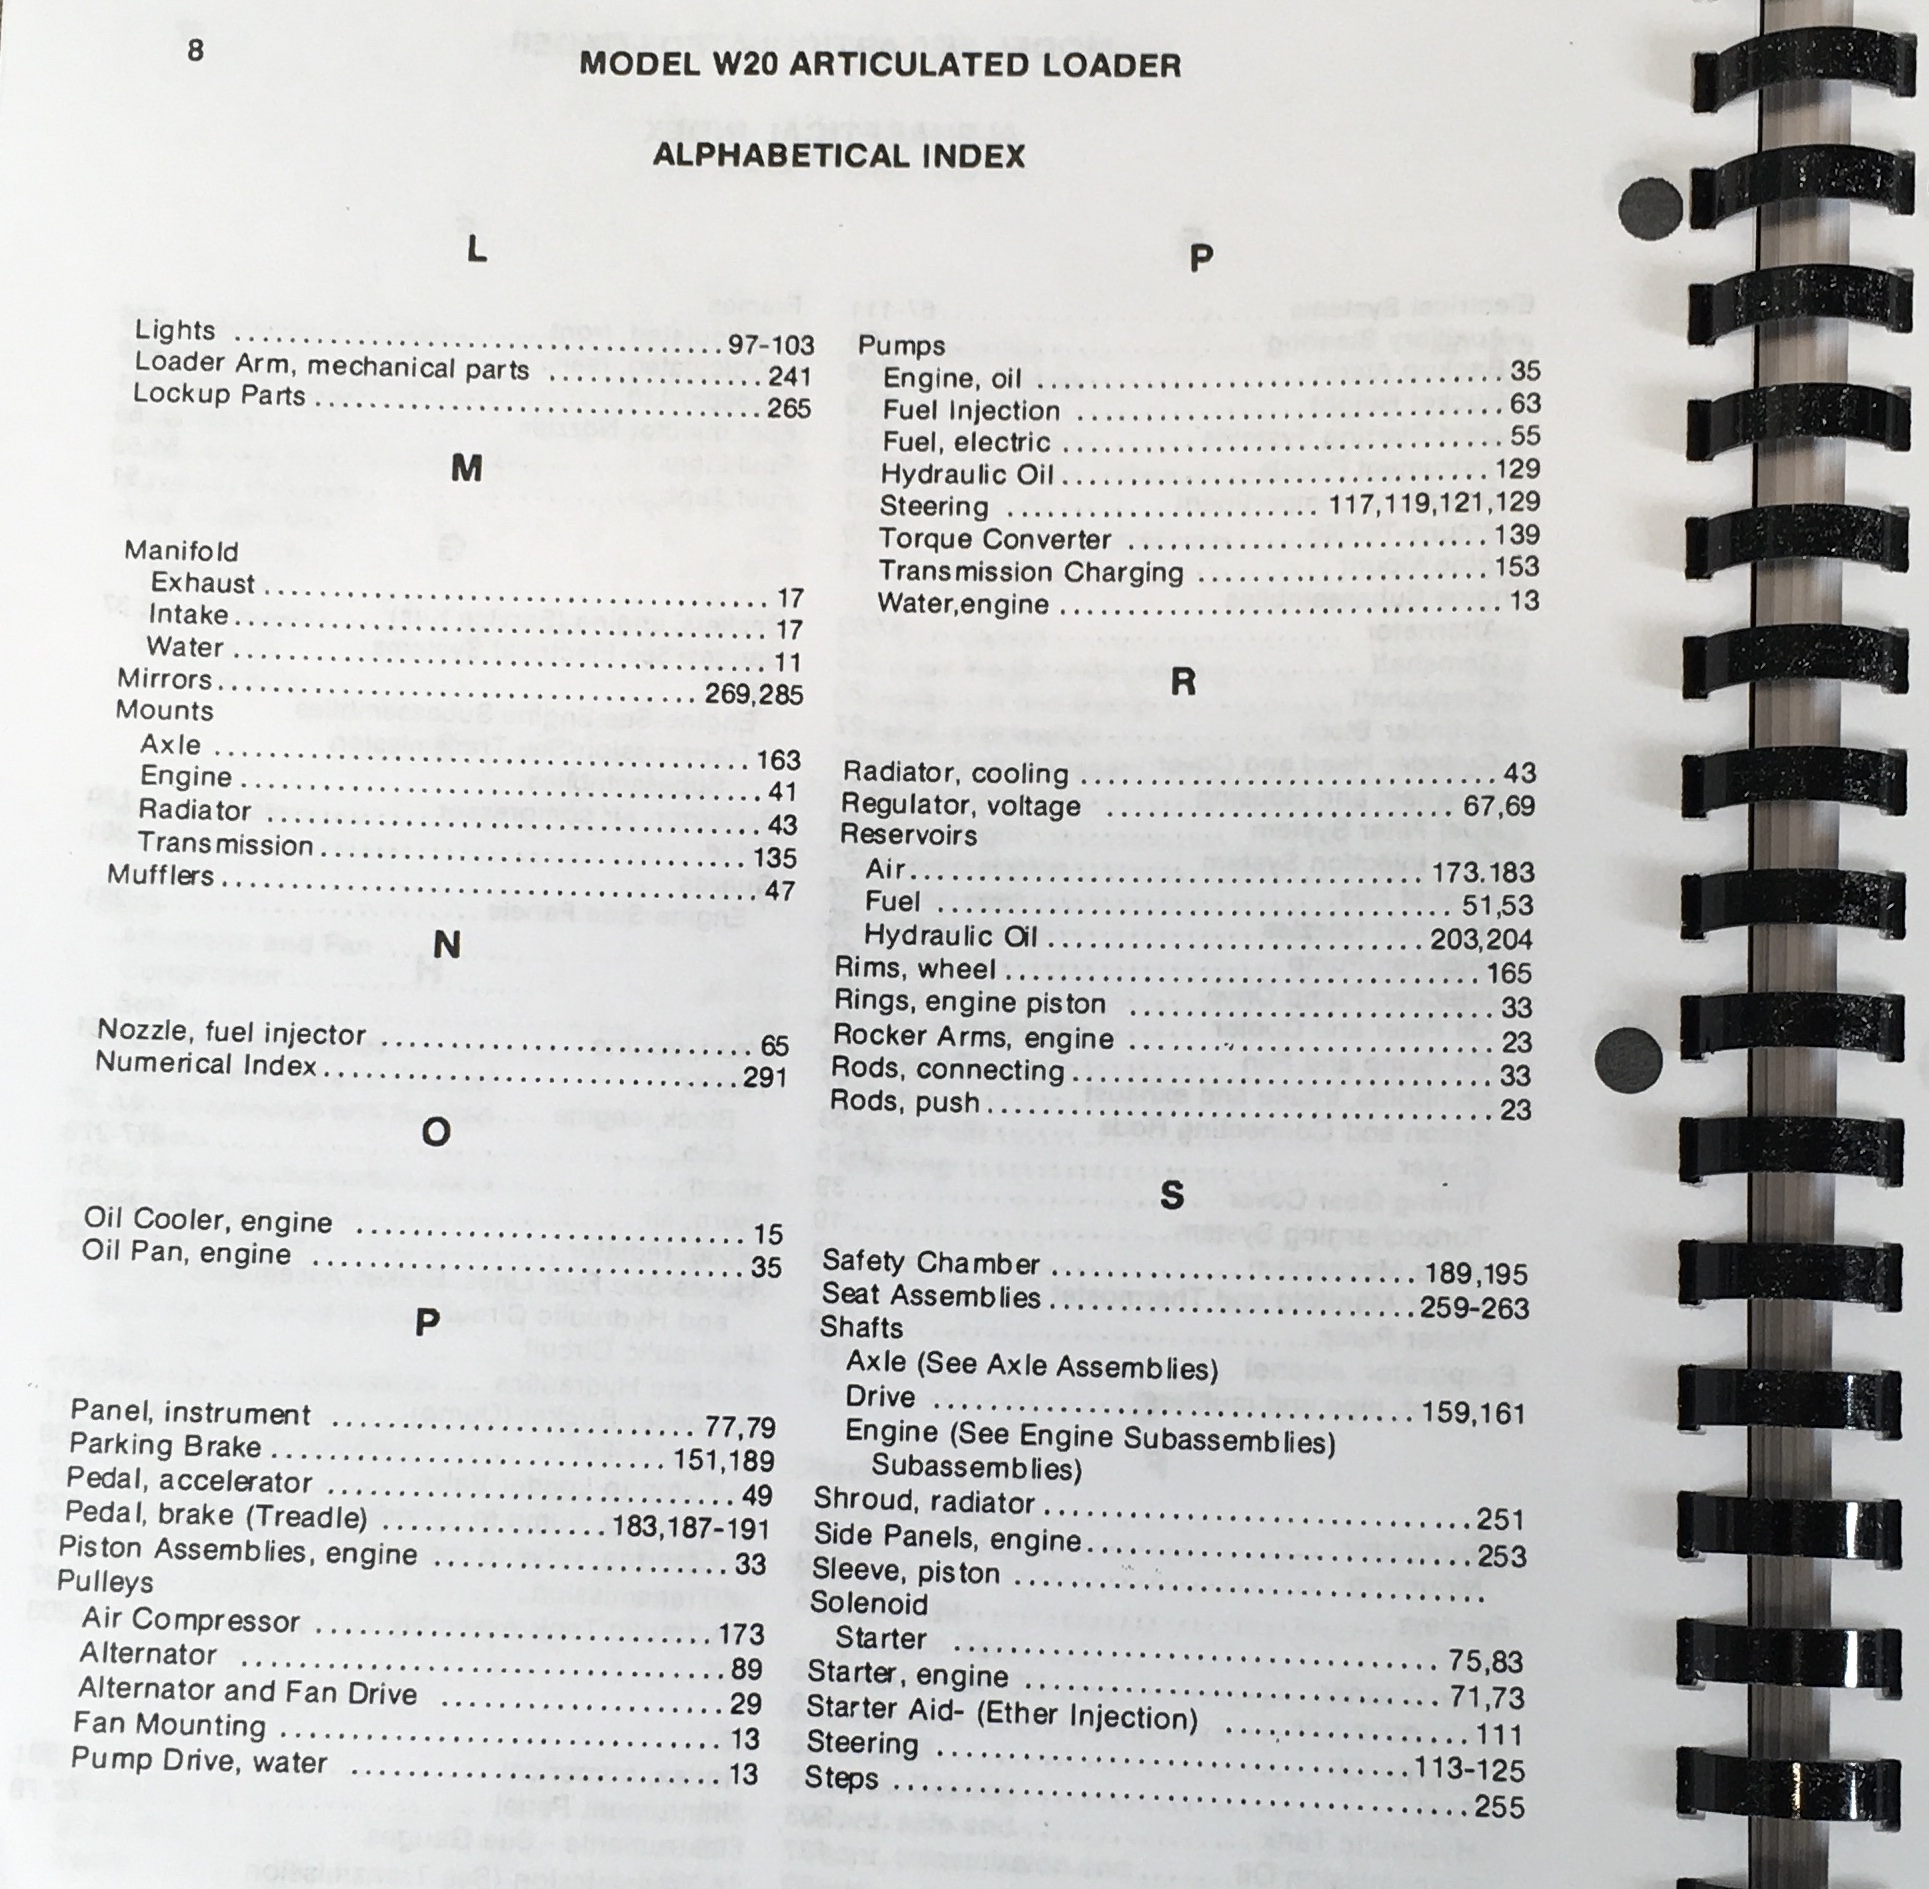 8
MODEL W20 ARTICULATED LOADER
ALPHABETICAL INDEX
L
Lights ................................... 97-103
Loader Arm, mechanical parts ................ 241
Lockup Parts ................................. 265
M
Manifold
Exhaust ..................................... 17
Intake ....................................... 17
Water ....................................... 11
Mirrors ................................... 269,285
Mounts
Axle ....................................... 163
Engine ...................................... 41
Radiator .................................... 43
Transmission ............................... 135
Mufflers ........................................ 47
N
Nozzle, fuel injector ........................... 65
Numerical Index .............................. 291
O
Oil Cooler, engine .............................. 15
Oil Pan, engine ................................. 35
P
Panel, instrument ........................... 77,79
Parking Brake ............................. 151,189
Pedal, accelerator .............................. 49
Pedal, brake (Treadle) ................ 183,187-191
Piston Assemblies, engine ...................... 33
Pulleys
Air Compressor ............................. 173
Alternator ................................... 89
Alternator and Fan Drive ...................... 29
Fan Mounting ................................. 13
Pump Drive, water ............................. 13
P
Pumps
Engine, oil .................................. 35
Fuel Injection ............................... 63
Fuel, electric ............................... 55
Hydraulic Oil ............................... 129
Steering ....................... 117,119,121,129
Torque Converter .......................... 139
Transmission Charging ..................... 153
Water,engine ................................. 13
R
Radiator, cooling ............................... 43
Regulator, voltage .......................... 67,69
Reservoirs
Air ...................................... 173.183
Fuel ...................................... 51,53
Hydraulic Oil ............................ 203,204
Rims, wheel ................................... 165
Rings, engine piston ........................... 33
Rocker Arms, engine ............................ 23
Rods, connecting ................................ 33
Rods, push ...................................... 23
S
Safety Chamber ........................... 189,195
Seat Assemblies ........................... 259-263
Shafts
Axle (See Axle Assemblies)
Drive ................................... 159,161
Engine (See Engine Subassemblies)
Subassemblies)
Shroud, radiator ............................... 251
Side Panels, engine ............................ 253
Sleeve, piston ..................................
Solenoid
Starter ................................... 75,83
Starter, engine .............................. 71,73
Starter Aid- (Ether Injection) .................. 111
Steering ................................... 113-125
Steps .......................................... 255